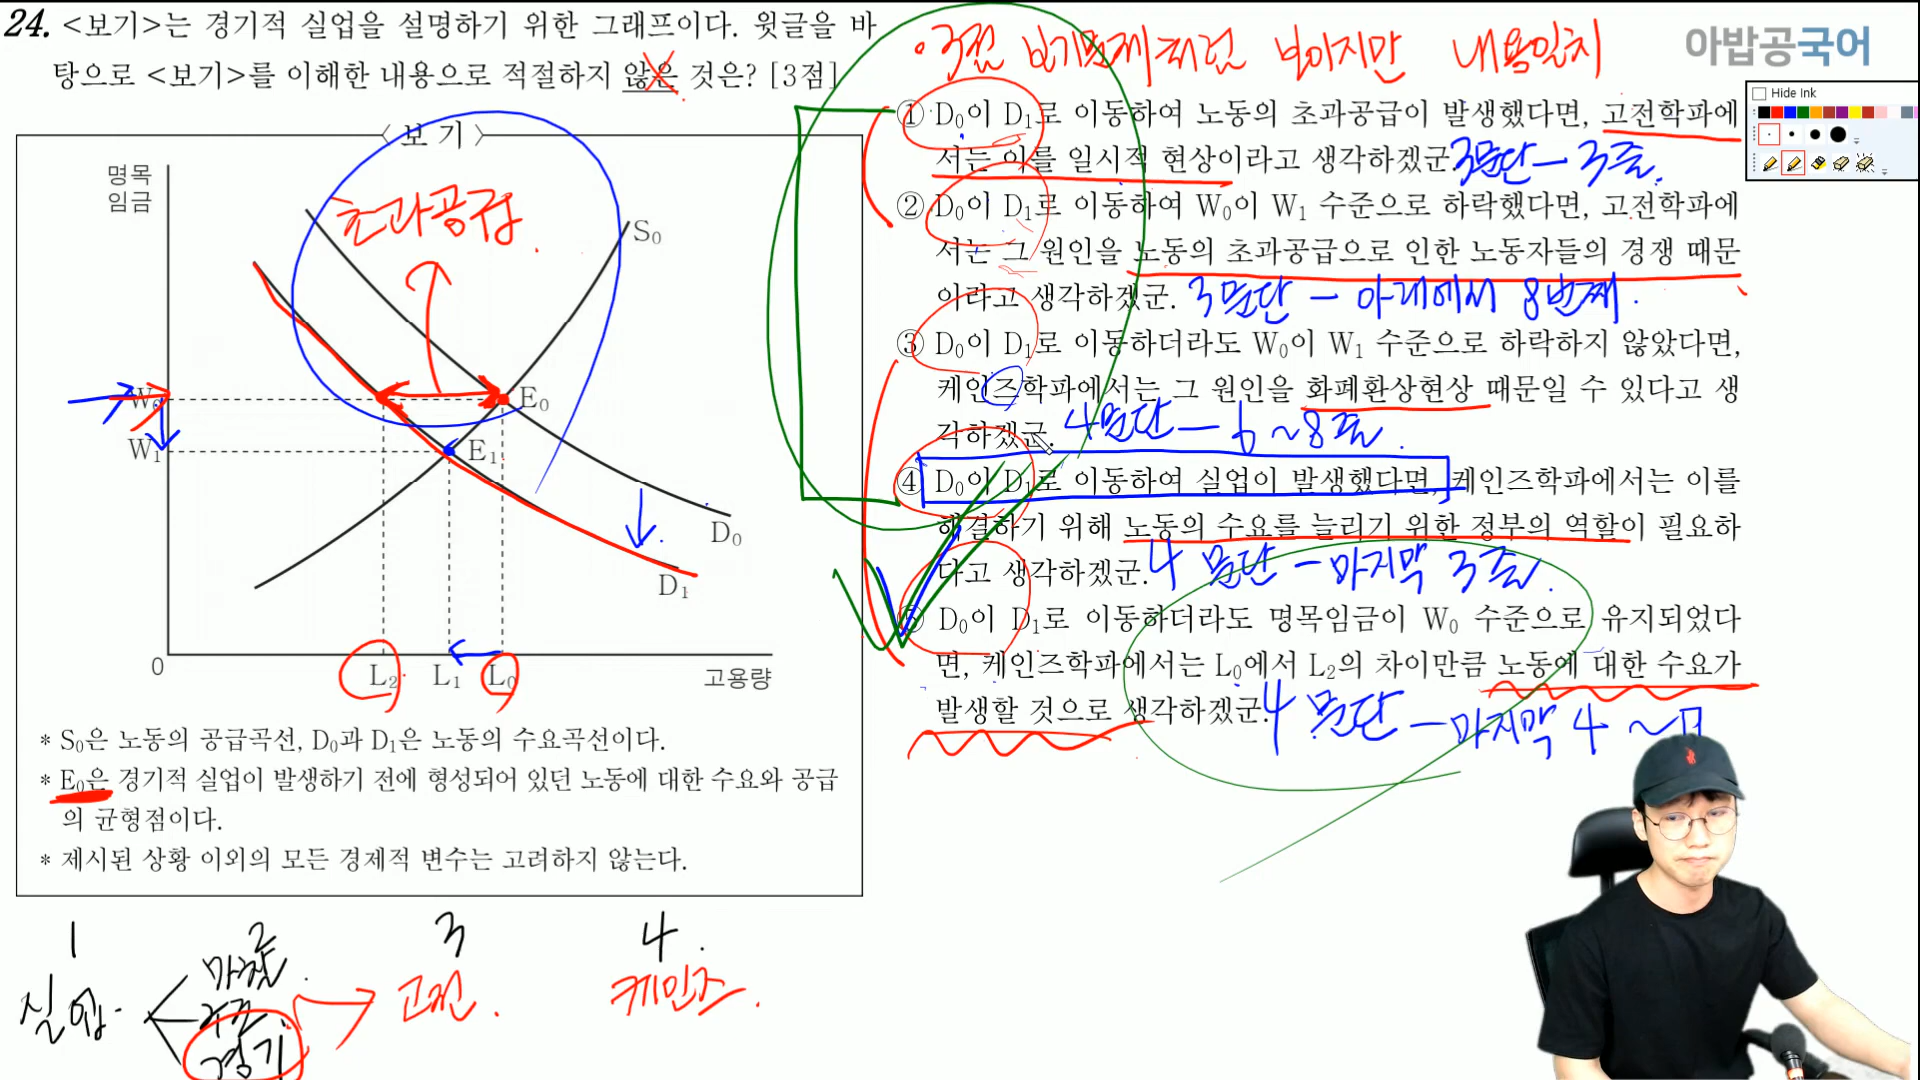 24. <보기>는 경기적 실업을 설명하기 위한 그래프이다. 윗글을 바
탕으로 <보기>를 이해한 내용으로 적절하지 않은 것은? [3점]
<보 기>
명목
임금
초과공급
S₀
W₀
E₀
W₁
E₁
D₀
D₁
0
L₂
L₁
L₀
고용량
* S₀은 노동의 공급곡선, D₀과 D₁은 노동의 수요곡선이다.
* E₀은 경기적 실업이 발생하기 전에 형성되어 있던 노동에 대한 수요와 공급
의 균형점이다.
* 제시된 상황 이외의 모든 경제적 변수는 고려하지 않는다.
1
2
3
4
실업
마찰
구조
경기
고전
케인즈
3점 보기문제처럼 보이지만 내용일치
아밥공국어
Hide Ink
① D₀이 D₁로 이동하여 노동의 초과공급이 발생했다면, 고전학파에
서는 이를 일시적 현상이라고 생각하겠군.
3문단 - 3줄.
② D₀이 D₁로 이동하여 W₀이 W₁ 수준으로 하락했다면, 고전학파에
서는 그 원인을 노동의 초과공급으로 인한 노동자들의 경쟁 때문
이라고 생각하겠군.
3문단 - 아래에서 8번째.
③ D₀이 D₁로 이동하더라도 W₀이 W₁ 수준으로 하락하지 않았다면,
케인즈학파에서는 그 원인을 화폐환상현상 때문일 수 있다고 생
각하겠군.
4문단 - 6~8줄.
④ D₀이 D₁로 이동하여 실업이 발생했다면, 케인즈학파에서는 이를
해결하기 위해 노동의 수요를 늘리기 위한 정부의 역할이 필요하
다고 생각하겠군.
4문단 - 마지막 3줄.
⑤ D₀이 D₁로 이동하더라도 명목임금이 W₀ 수준으로 유지되었다
면, 케인즈학파에서는 L₀에서 L₂의 차이만큼 노동에 대한 수요가
발생할 것으로 생각하겠군.
4문단 - 마지막 4~